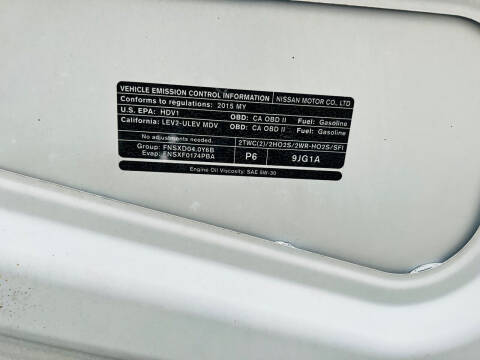 VEHICLE EMISSION CONTROL INFORMATION NISSAN MOTOR CO., LTD
Conforms to regulations: 2015 MY
U.S. EPA: HDV1 OBD: CA OBD II Fuel: Gasoline
California: LEV2-ULEV MDV OBD: CA OBD II Fuel: Gasoline
No adjustments needed. 2TWC(2)/2HO2S/2WR-HO2S/SFI
Group: FNSXD04.0Y6B
Evap: FNSXF0174PBA P6 9JG1A
Engine Oil Viscosity: SAE 5W-30